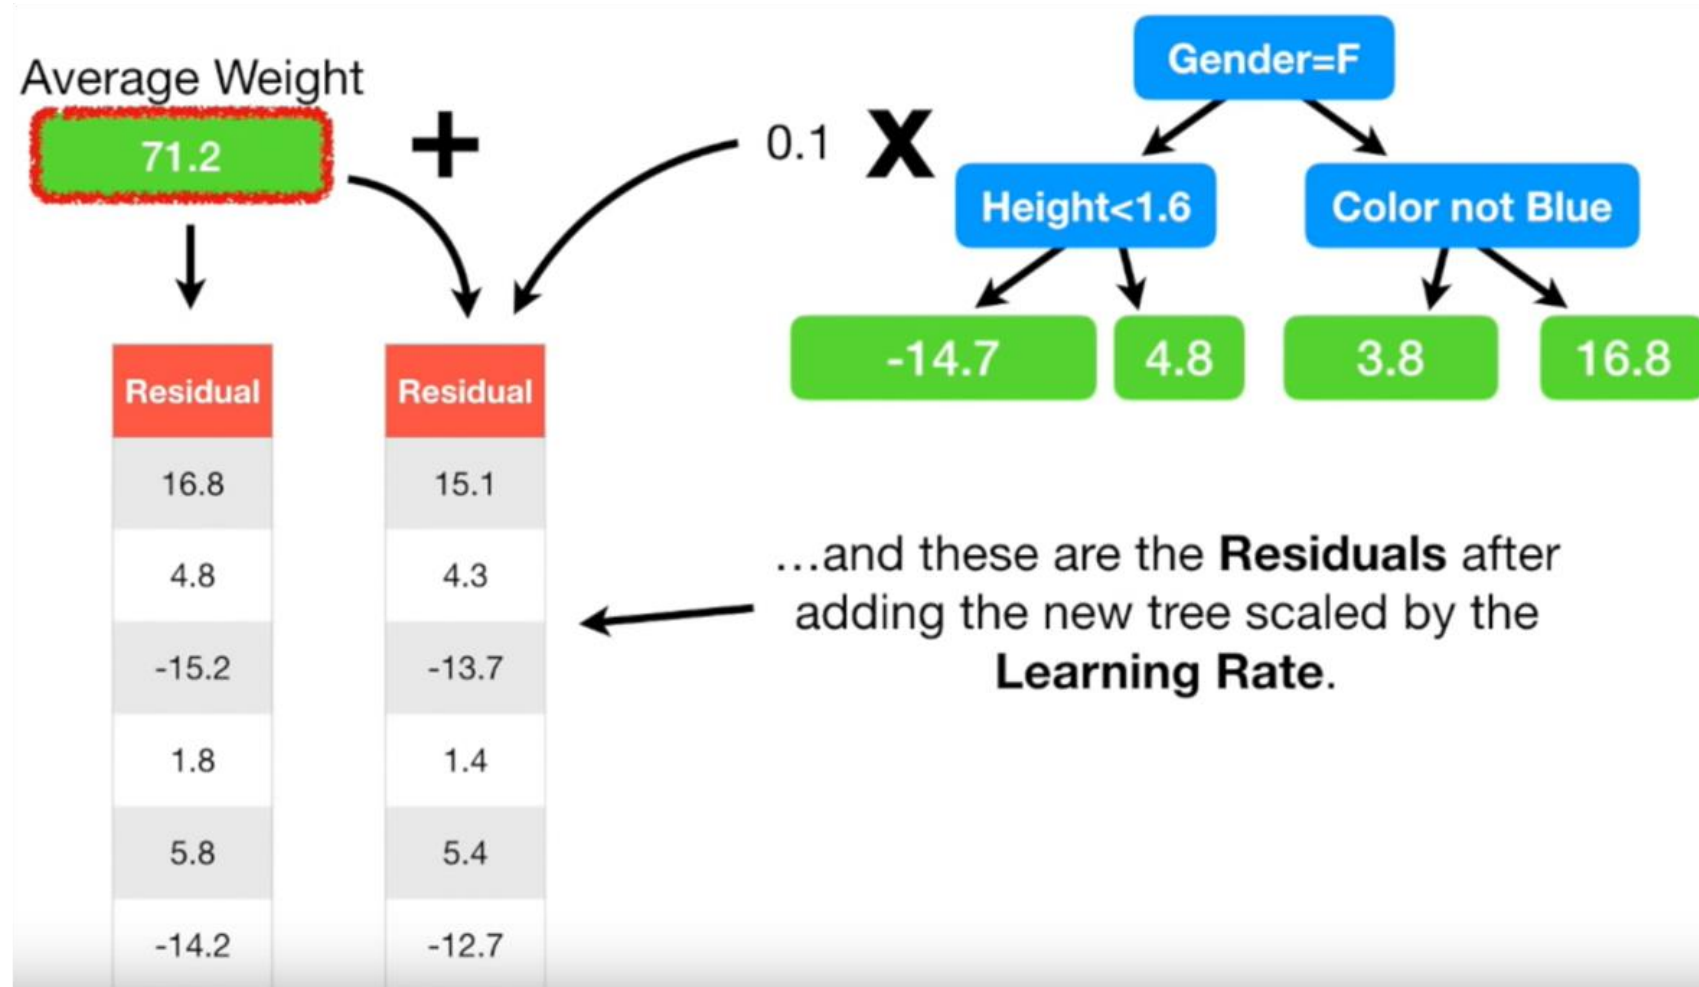 Average Weight
71.2
+
0.1
X
Gender=F
Height<1.6
Color not Blue
-14.7
4.8
3.8
16.8
Residual
16.8
4.8
-15.2
1.8
5.8
-14.2
Residual
15.1
4.3
-13.7
1.4
5.4
-12.7
...and these are the Residuals after
adding the new tree scaled by the
Learning Rate.